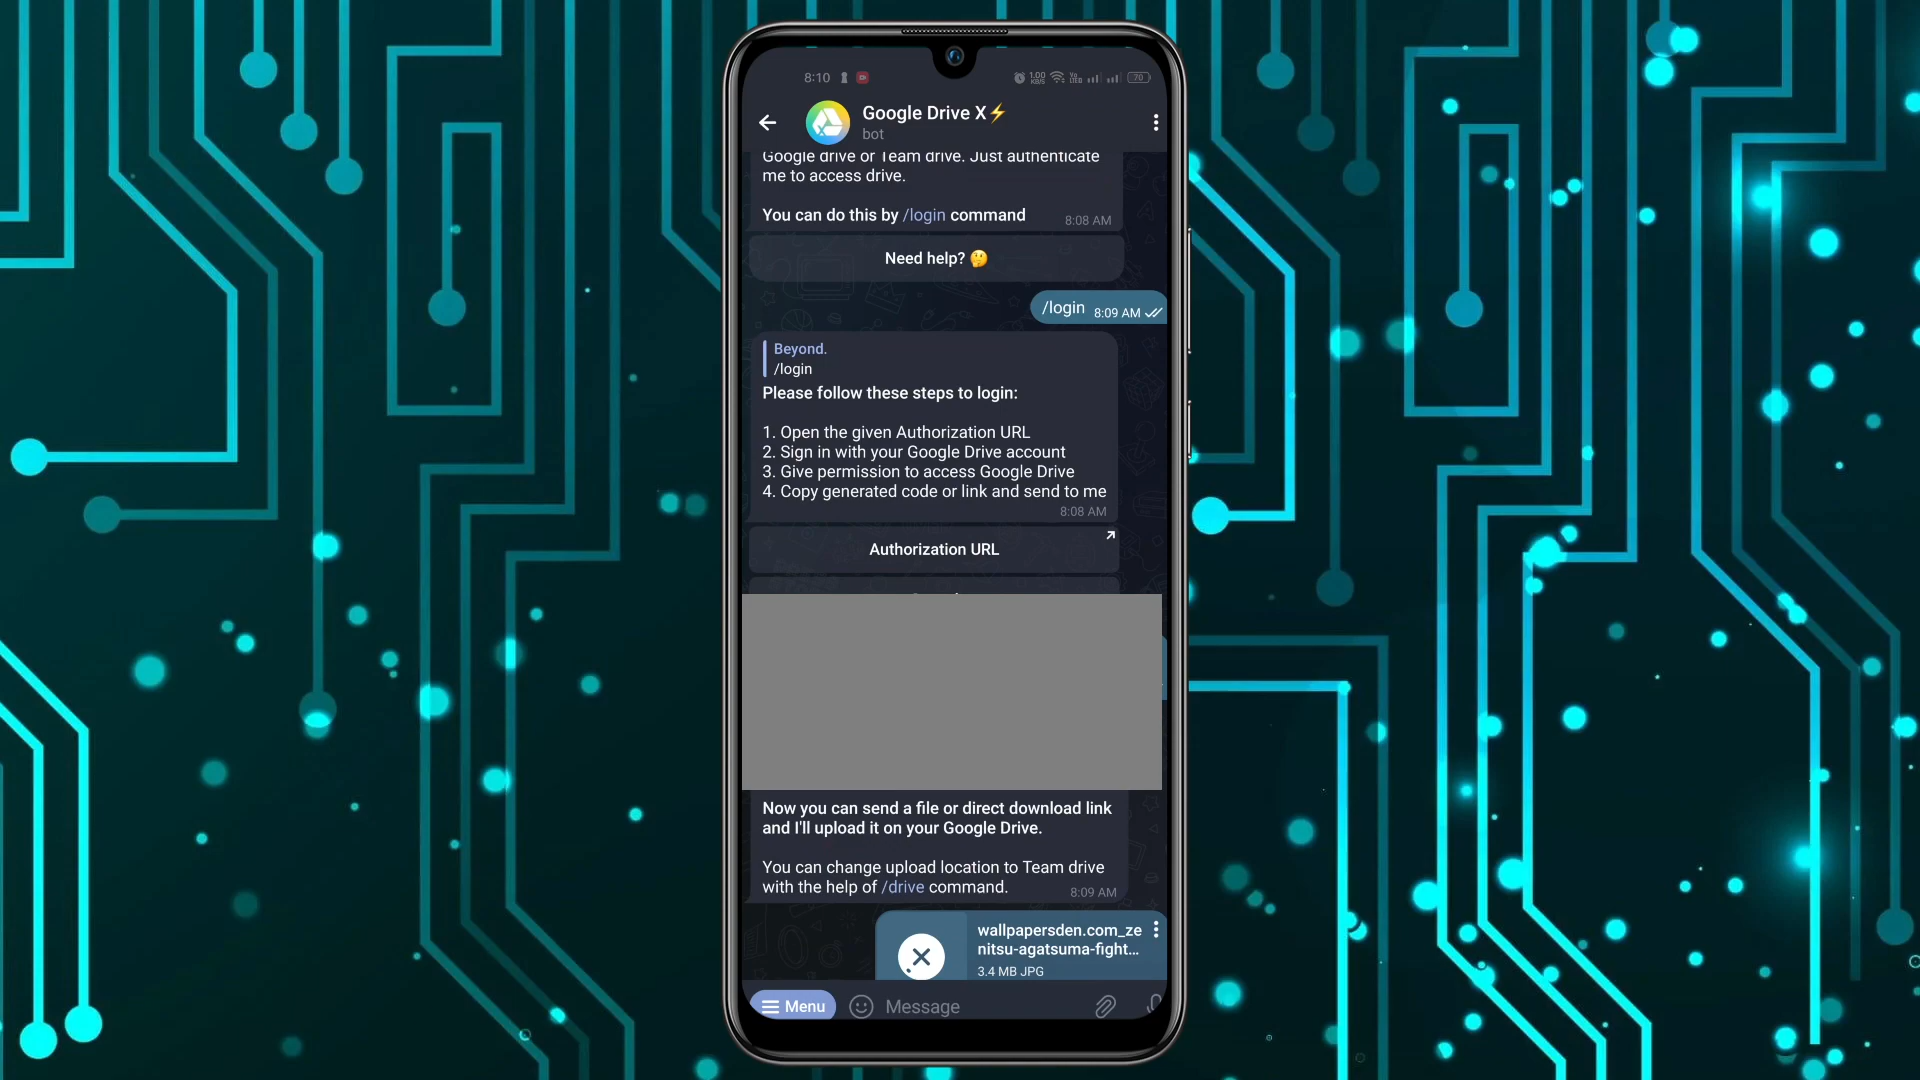 8:10
1.00 KB/S
Vo LTE
70
Google Drive X⚡
bot
Google drive or Team drive. Just authenticate
me to access drive.
You can do this by /login command
8:08 AM
Need help? 🤔
/login 8:09 AM
Beyond.
/login
Please follow these steps to login:
1. Open the given Authorization URL
2. Sign in with your Google Drive account
3. Give permission to access Google Drive
4. Copy generated code or link and send to me
8:08 AM
Authorization URL
Now you can send a file or direct download link
and I'll upload it on your Google Drive.
You can change upload location to Team drive
with the help of /drive command.
8:09 AM
wallpapersden.com_ze
nitsu-agatsuma-fight...
3.4 MB JPG
Menu
Message